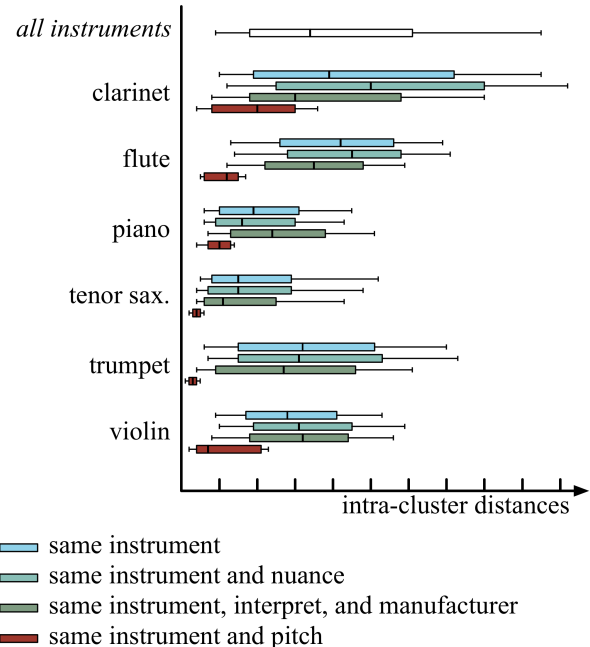 all instruments
clarinet
flute
piano
tenor sax.
trumpet
violin
intra-cluster distances
same instrument
same instrument and nuance
same instrument, interpret, and manufacturer
same instrument and pitch